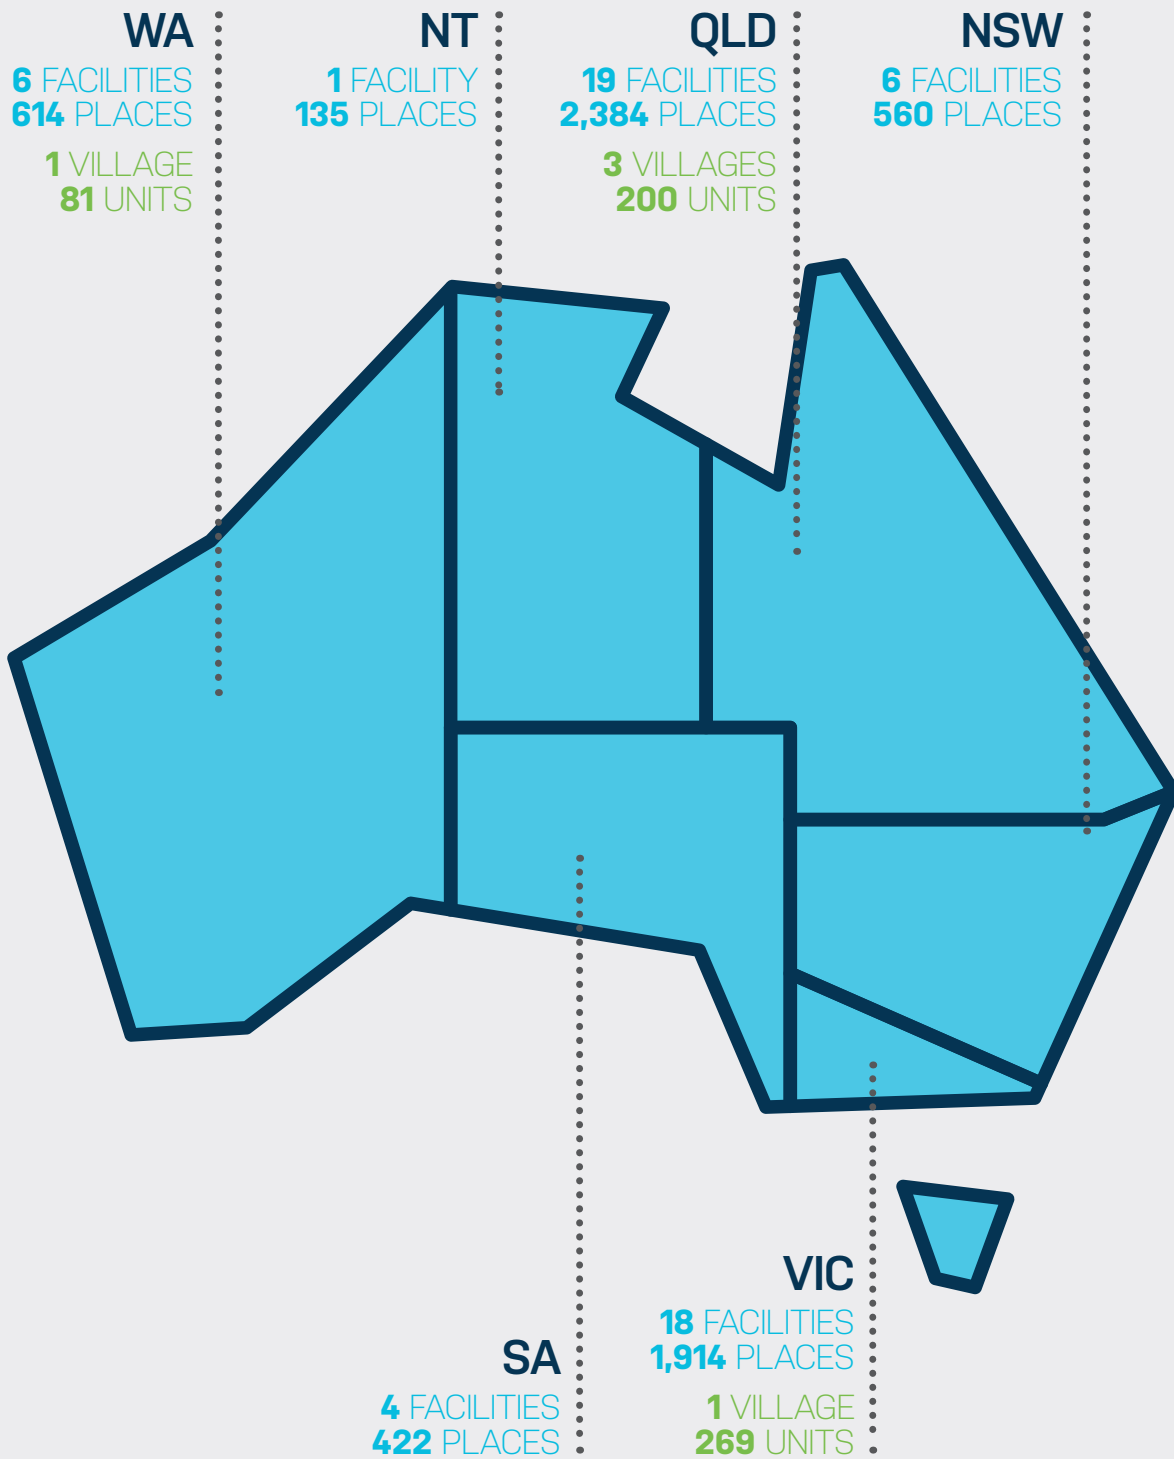 WA
6 FACILITIES
614 PLACES
1 VILLAGE
81 UNITS
NT
1 FACILITY
135 PLACES
QLD
19 FACILITIES
2,384 PLACES
3 VILLAGES
200 UNITS
NSW
6 FACILITIES
560 PLACES
SA
4 FACILITIES
422 PLACES
VIC
18 FACILITIES
1,914 PLACES
1 VILLAGE
269 UNITS